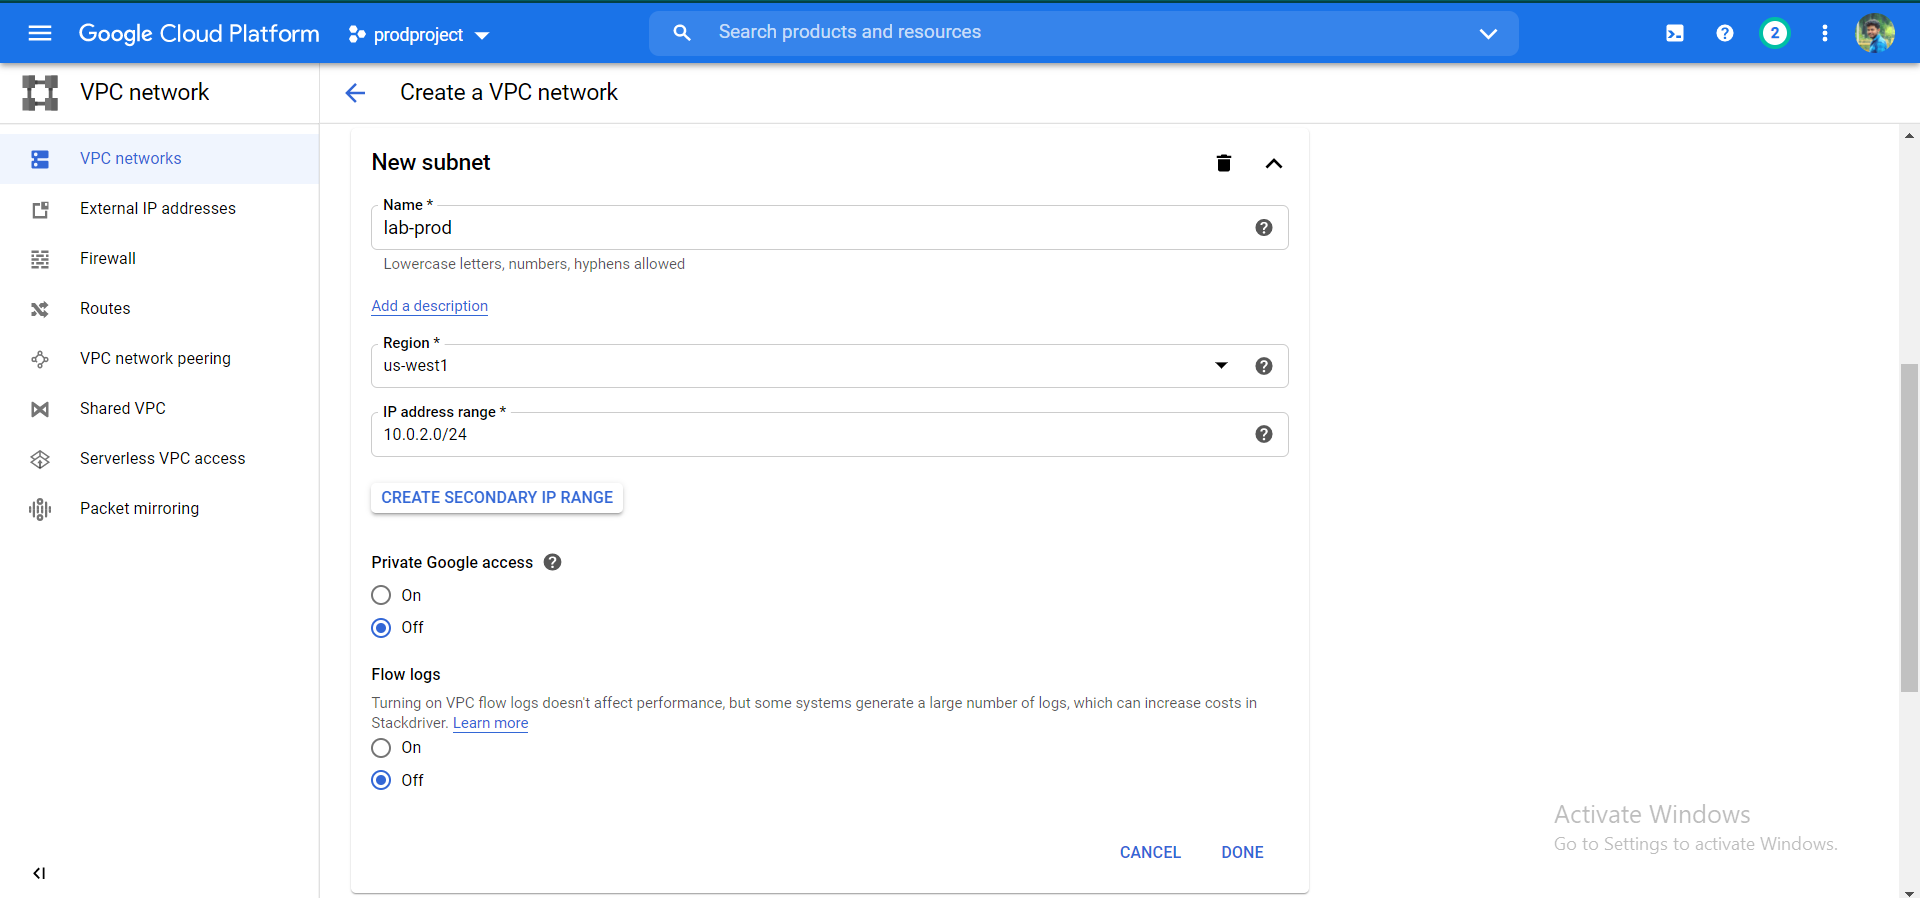 Google Cloud Platform
prodproject
Search products and resources
2
VPC network
Create a VPC network
VPC networks
External IP addresses
Firewall
Routes
VPC network peering
Shared VPC
Serverless VPC access
Packet mirroring
New subnet
Name *
lab-prod
Lowercase letters, numbers, hyphens allowed
Add a description
Region *
us-west1
IP address range *
10.0.2.0/24
CREATE SECONDARY IP RANGE
Private Google access
On
Off
Flow logs
Turning on VPC flow logs doesn't affect performance, but some systems generate a large number of logs, which can increase costs in
Stackdriver. Learn more
On
Off
CANCEL DONE
Activate Windows
Go to Settings to activate Windows.